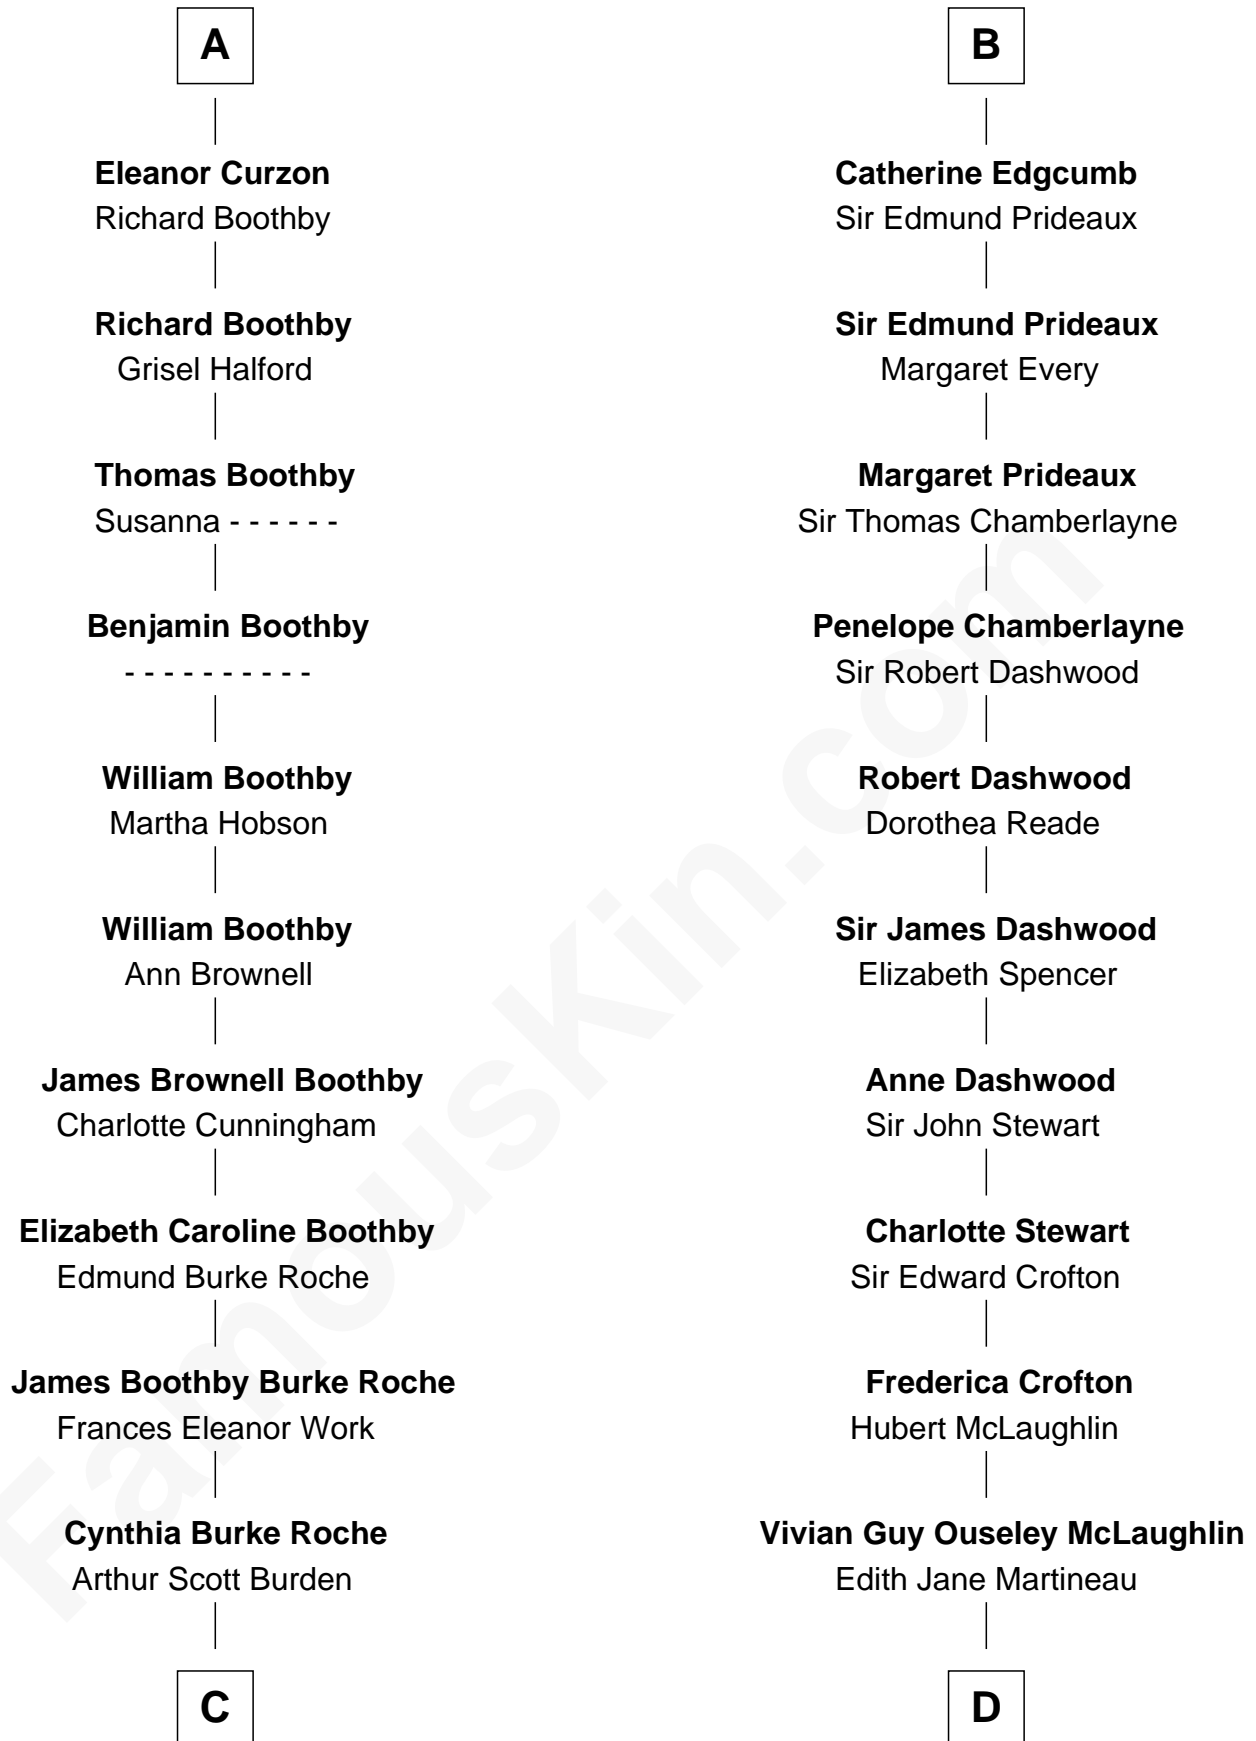 A
Eleanor Curzon
Richard Boothby
Richard Boothby
Grisel Halford
Thomas Boothby
Susanna - - - - - -
Benjamin Boothby
- - - - - - - - - -
William Boothby
Martha Hobson
William Boothby
Ann Brownell
James Brownell Boothby
Charlotte Cunningham
Elizabeth Caroline Boothby
Edmund Burke Roche
James Boothby Burke Roche
Frances Eleanor Work
Cynthia Burke Roche
Arthur Scott Burden
C
B
Catherine Edgcumb
Sir Edmund Prideaux
Sir Edmund Prideaux
Margaret Every
Margaret Prideaux
Sir Thomas Chamberlayne
Penelope Chamberlayne
Sir Robert Dashwood
Robert Dashwood
Dorothea Reade
Sir James Dashwood
Elizabeth Spencer
Anne Dashwood
Sir John Stewart
Charlotte Stewart
Sir Edward Crofton
Frederica Crofton
Hubert McLaughlin
Vivian Guy Ouseley McLaughlin
Edith Jane Martineau
D
FamousKin.com